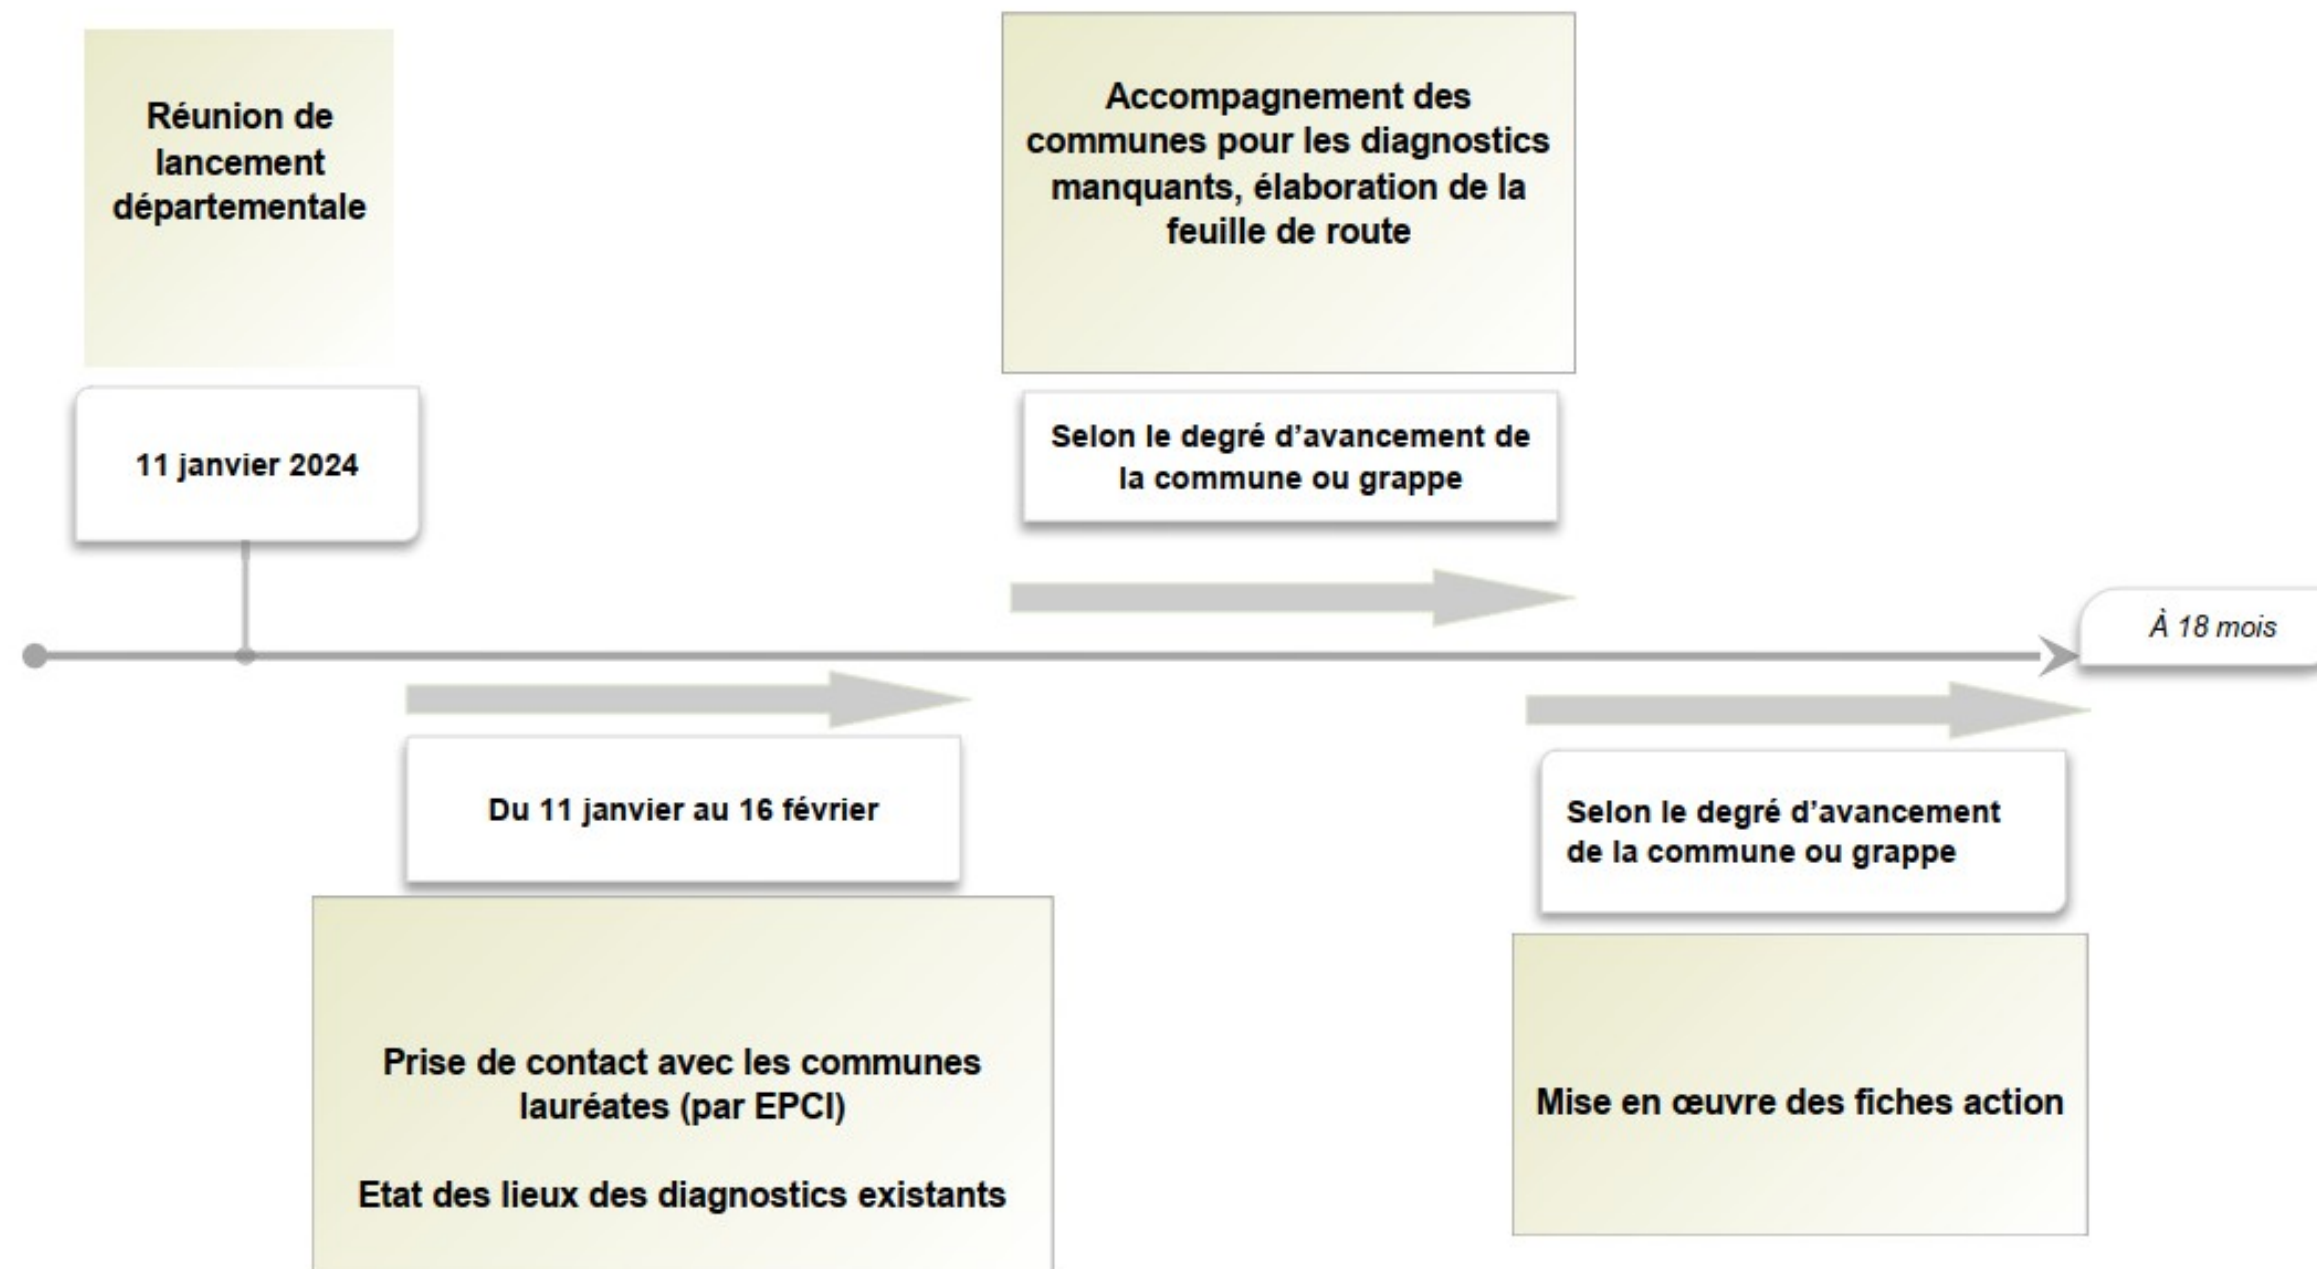 Réunion de
lancement
départementale
11 janvier 2024
Accompagnement des
communes pour les diagnostics
manquants, élaboration de la
feuille de route
Selon le degré d’avancement de
la commune ou grappe
À 18 mois
Du 11 janvier au 16 février
Prise de contact avec les communes
lauréates (par EPCI)
Etat des lieux des diagnostics existants
Selon le degré d’avancement
de la commune ou grappe
Mise en œuvre des fiches action